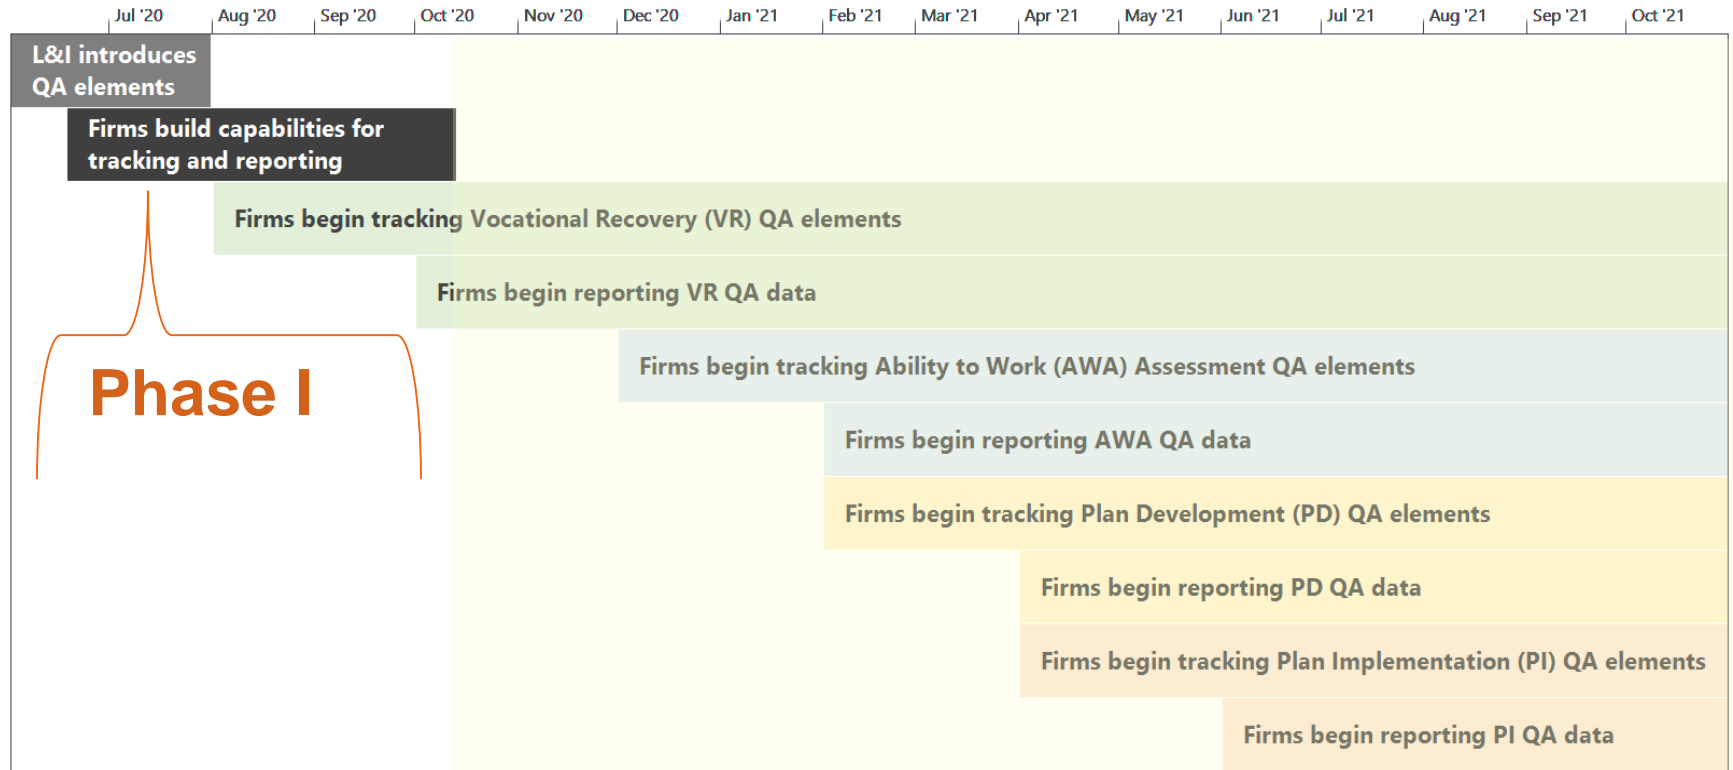 Jul '20 Aug '20 Sep '20 Oct '20 Nov '20 Dec '20 Jan '21 Feb '21 Mar '21 Apr '21 May '21 Jun '21 Jul '21 Aug '21 Sep '21 Oct '21
L&I introduces
QA elements
Firms build capabilities for
tracking and reporting
Firms begin tracking Vocational Recovery (VR) QA elements
Firms begin reporting VR QA data
Firms begin tracking Ability to Work (AWA) Assessment QA elements
Phase I
Firms begin reporting AWA QA data
Firms begin tracking Plan Development (PD) QA elements
Firms begin reporting PD QA data
Firms begin tracking Plan Implementation (PI) QA elements
Firms begin reporting PI QA data